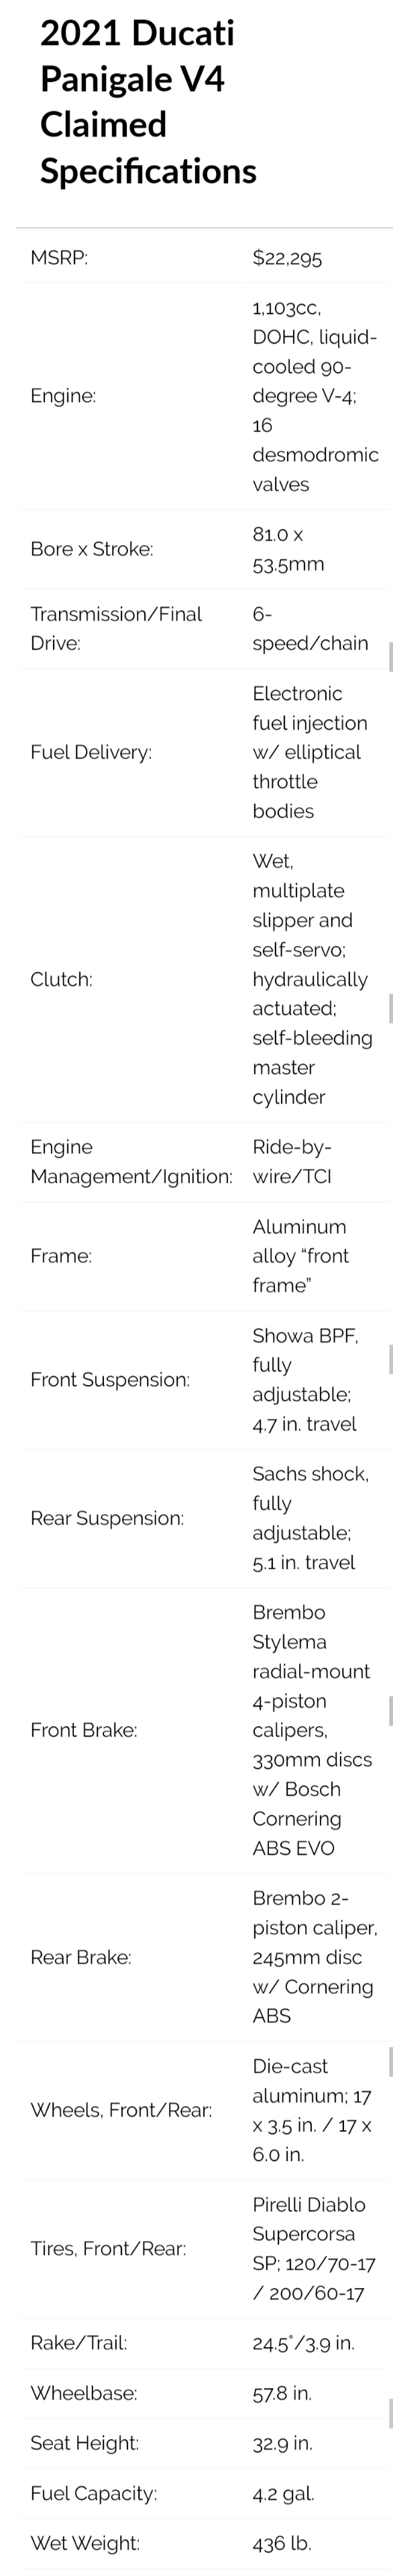 2021 Ducati
Panigale V4
Claimed
Specifications
MSRP:
$22,295
Engine:
1,103cc,
DOHC, liquid-
cooled 90-
degree V-4;
16
desmodromic
valves
Bore x Stroke:
81.0 x
53.5mm
Transmission/Final
Drive:
6-
speed/chain
Fuel Delivery:
Electronic
fuel injection
w/ elliptical
throttle
bodies
Clutch:
Wet,
multiplate
slipper and
self-servo;
hydraulically
actuated;
self-bleeding
master
cylinder
Engine
Management/Ignition:
Ride-by-
wire/TCI
Frame:
Aluminum
alloy “front
frame”
Front Suspension:
Showa BPF,
fully
adjustable;
4.7 in. travel
Rear Suspension:
Sachs shock,
fully
adjustable;
5.1 in. travel
Front Brake:
Brembo
Stylema
radial-mount
4-piston
calipers,
330mm discs
w/ Bosch
Cornering
ABS EVO
Rear Brake:
Brembo 2-
piston caliper,
245mm disc
w/ Cornering
ABS
Wheels, Front/Rear:
Die-cast
aluminum; 17
x 3.5 in. / 17 x
6.0 in.
Tires, Front/Rear:
Pirelli Diablo
Supercorsa
SP; 120/70-17
/ 200/60-17
Rake/Trail:
24.5°/3.9 in.
Wheelbase:
57.8 in.
Seat Height:
32.9 in.
Fuel Capacity:
4.2 gal.
Wet Weight:
436 lb.